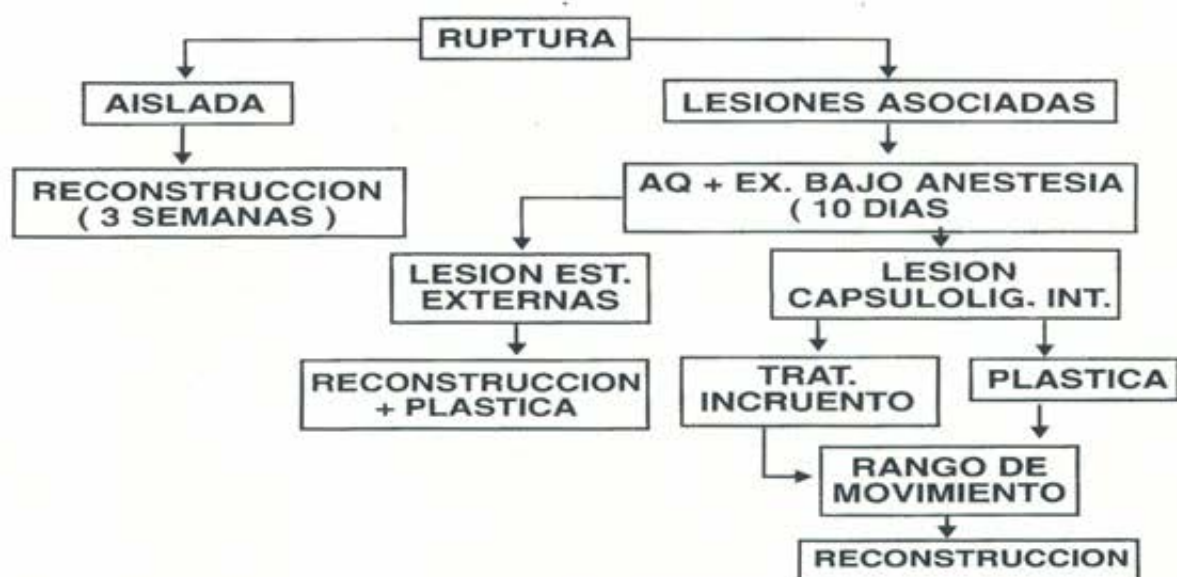 RUPTURA
AISLADA
LESIONES ASOCIADAS
RECONSTRUCCION
( 3 SEMANAS )
AQ + EX. BAJO ANESTESIA
( 10 DIAS
LESION EST.
EXTERNAS
LESION
CAPSULOLIG. INT.
RECONSTRUCCION
+ PLASTICA
TRAT.
INCRUENTO
PLASTICA
RANGO DE
MOVIMIENTO
RECONSTRUCCION